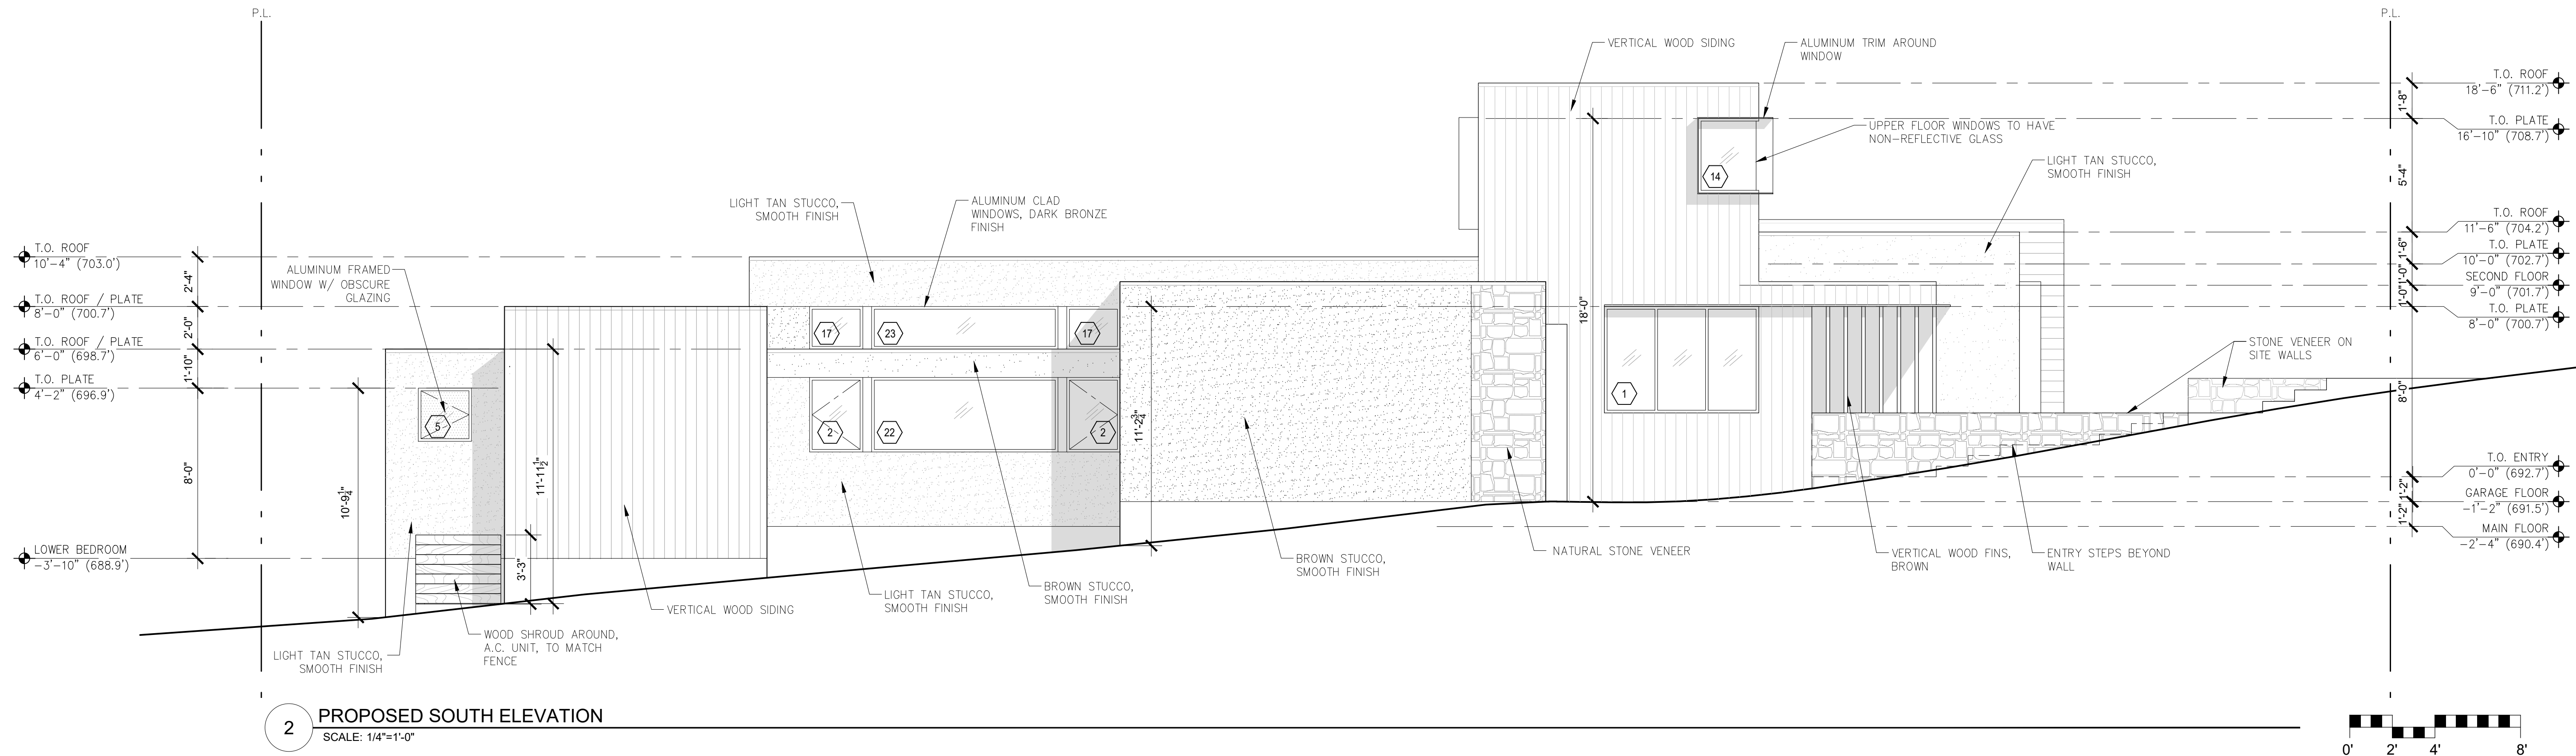 P.L.
P.L.
VERTICAL WOOD SIDING
ALUMINUM TRIM AROUND
WINDOW
T.O. ROOF
18'-6" (711.2')
1'-8"
T.O. PLATE
16'-10" (708.7')
UPPER FLOOR WINDOWS TO HAVE
NON-REFLECTIVE GLASS
14
LIGHT TAN STUCCO,
SMOOTH FINISH
5'-4"
LIGHT TAN STUCCO,
SMOOTH FINISH
ALUMINUM CLAD
WINDOWS, DARK BRONZE
FINISH
T.O. ROOF
11'-6" (704.2')
1'-6"
T.O. PLATE
10'-0" (702.7')
1'-0"
SECOND FLOOR
9'-0" (701.7')
1'-0"
T.O. PLATE
8'-0" (700.7')
T.O. ROOF
10'-4" (703.0')
2'-4"
ALUMINUM FRAMED
WINDOW W/ OBSCURE
GLAZING
T.O. ROOF / PLATE
8'-0" (700.7')
2'-0"
T.O. ROOF / PLATE
6'-0" (698.7')
1'-10"
T.O. PLATE
4'-2" (696.9')
8'-0"
17
23
17
18'-0"
STONE VENEER ON
SITE WALLS
8'-0"
1
5
2
22
2
11'-2¾"
10'-9¼"
11'-11½"
3'-3"
T.O. ENTRY
0'-0" (692.7')
1'-2"
GARAGE FLOOR
-1'-2" (691.5')
1'-2"
MAIN FLOOR
-2'-4" (690.4')
LOWER BEDROOM
-3'-10" (688.9')
NATURAL STONE VENEER
VERTICAL WOOD FINS,
BROWN
ENTRY STEPS BEYOND
WALL
BROWN STUCCO,
SMOOTH FINISH
BROWN STUCCO,
SMOOTH FINISH
LIGHT TAN STUCCO,
SMOOTH FINISH
VERTICAL WOOD SIDING
WOOD SHROUD AROUND,
A.C. UNIT, TO MATCH
FENCE
LIGHT TAN STUCCO,
SMOOTH FINISH
2
PROPOSED SOUTH ELEVATION
SCALE: 1/4"=1'-0"
0' 2' 4' 8'